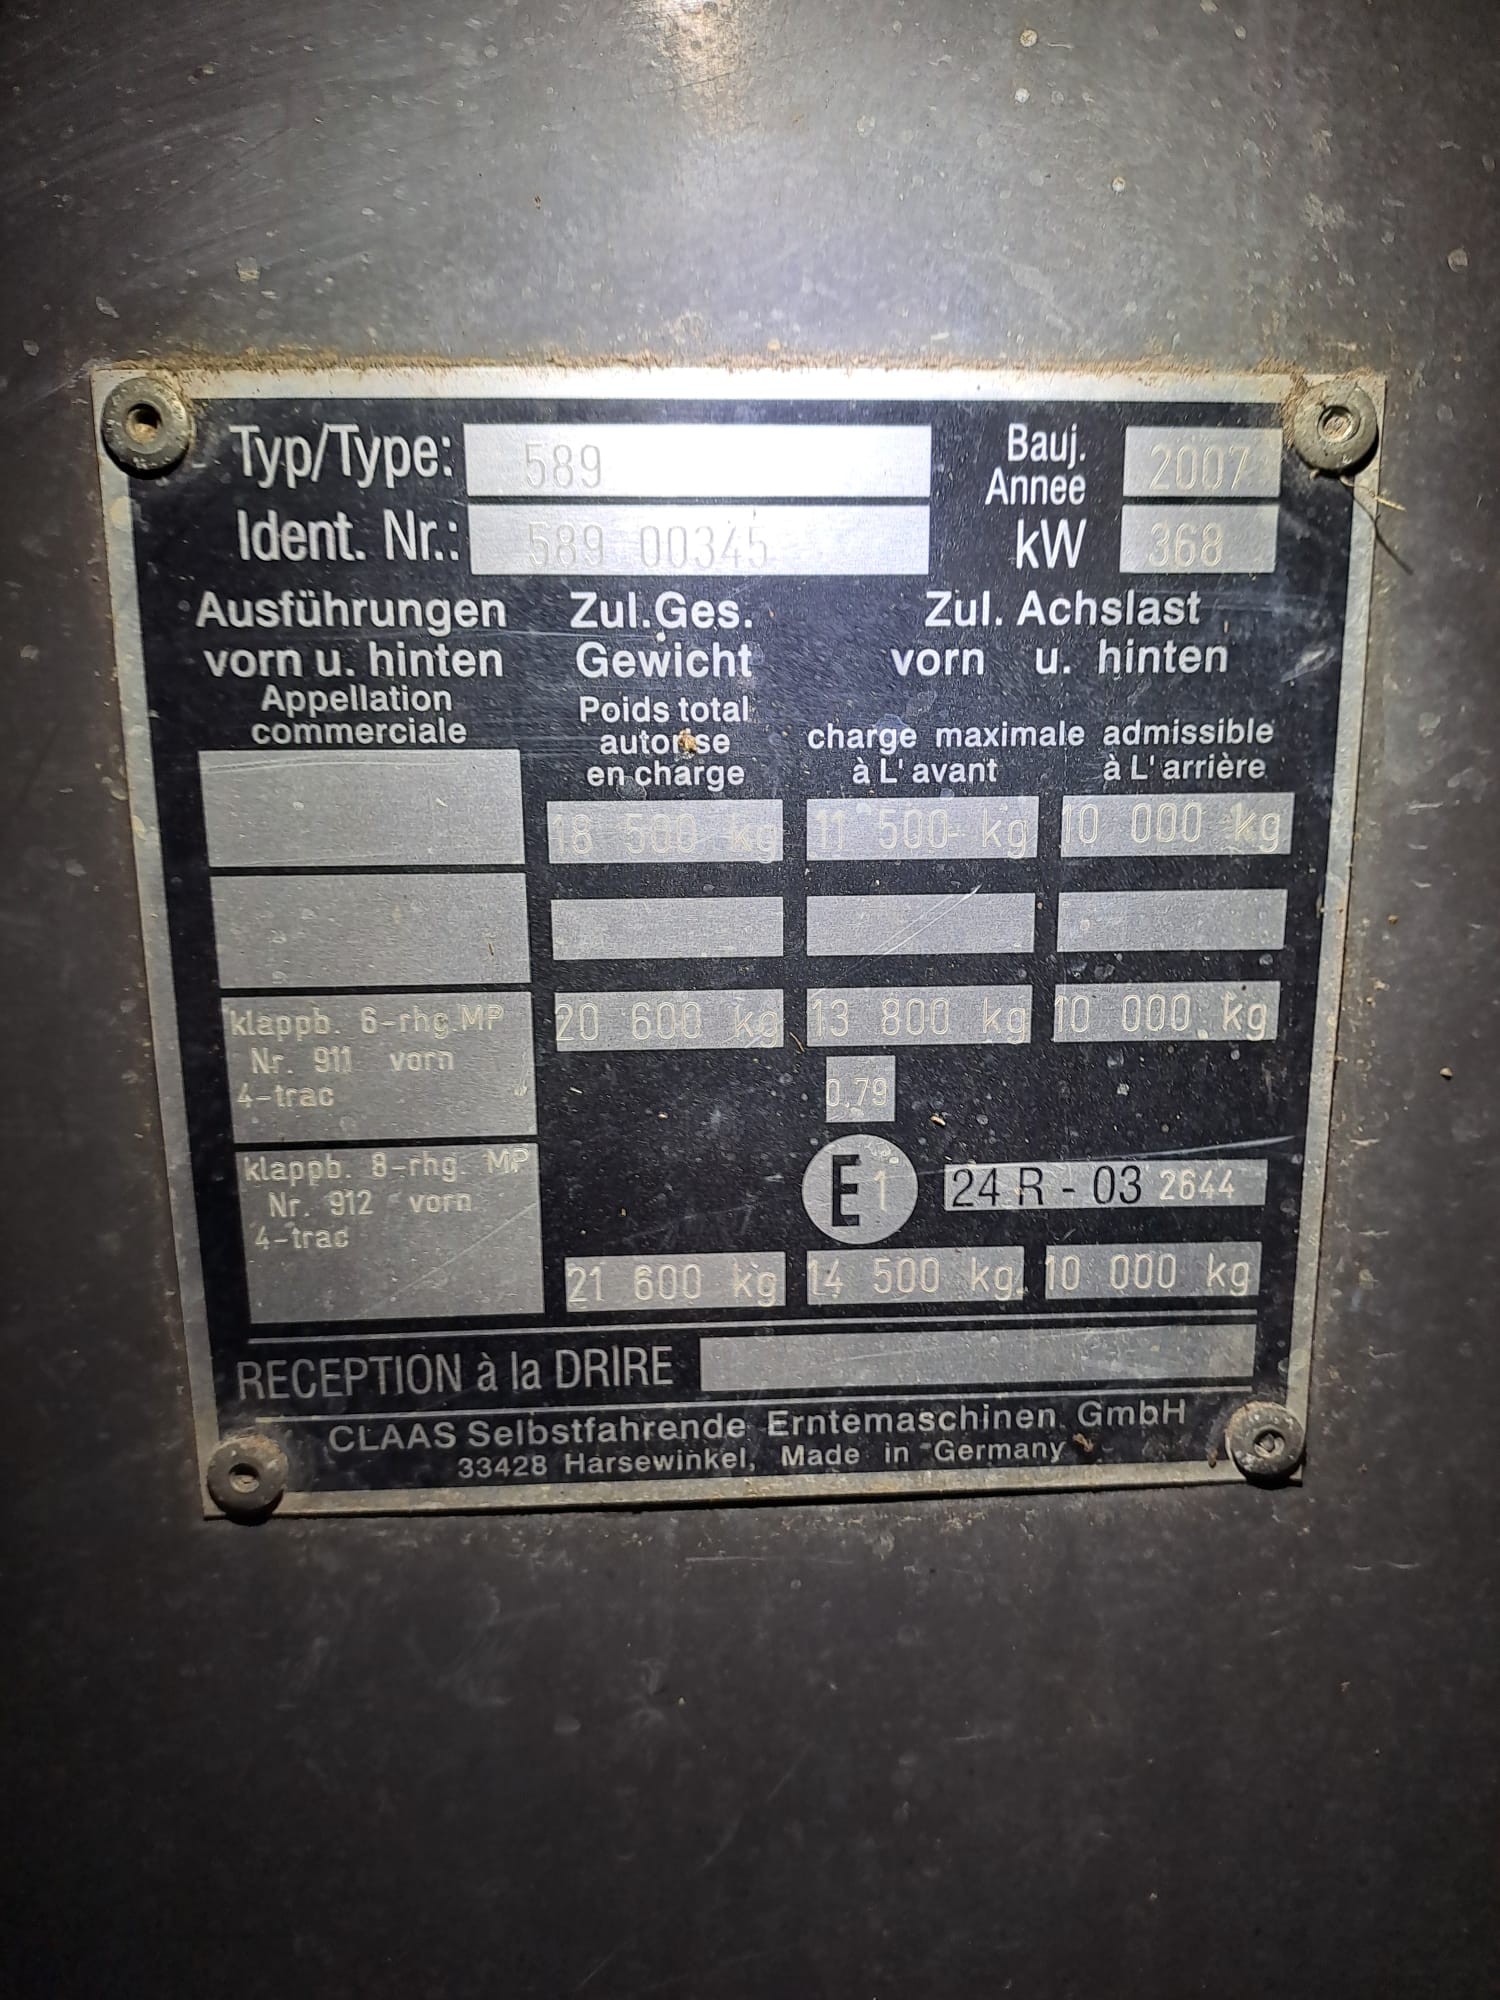 Typ/Type: 589 Bauj. Annee 2007
Ident. Nr.: 589 00345 kW 368
Ausführungen Zul.Ges. Zul. Achslast
vorn u. hinten Gewicht vorn u. hinten
Appellation Poids total
commerciale autorise charge maximale admissible
en charge à L'avant à L'arrière
18 500 kg 11 500 kg 10 000 kg
klappb. 6-rhg.MP 20 600 kg 13 800 kg 10 000 kg
Nr. 911 vorn
4-trac 0,79
klappb. 8-rhg. MP E1 24 R - 03 2644
Nr. 912 vorn
4-trac
21 600 kg 14 500 kg 10 000 kg
RECEPTION à la DRIRE
CLAAS Selbstfahrende Erntemaschinen GmbH
33428 Harsewinkel, Made in Germany